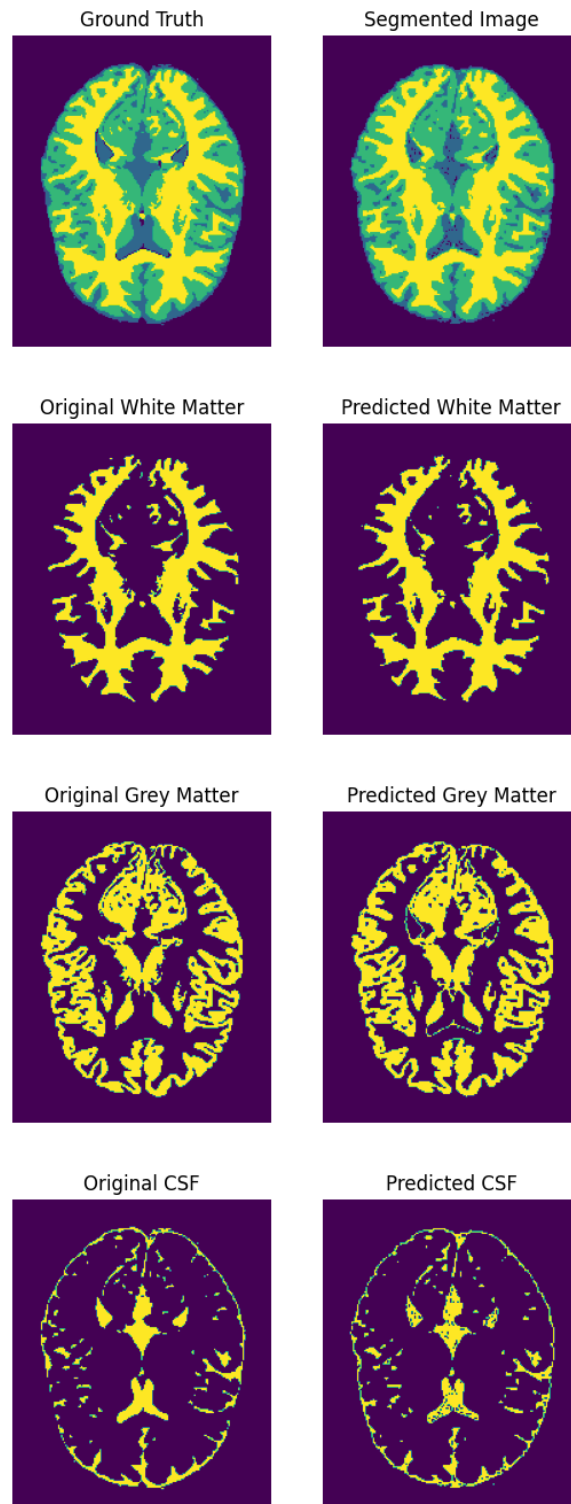 Ground Truth
Segmented Image
Original White Matter
Predicted White Matter
Original Grey Matter
Predicted Grey Matter
Original CSF
Predicted CSF